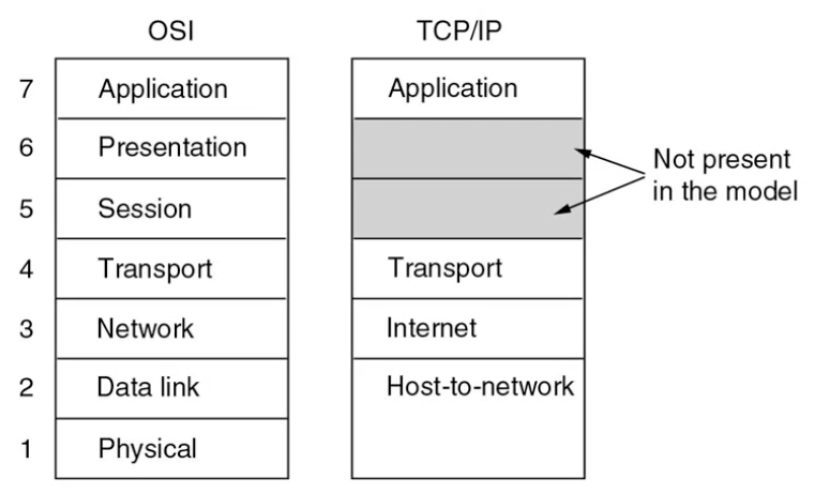 OSI TCP/IP
7 Application Application
6 Presentation
5 Session
Not present
in the model
4 Transport Transport
3 Network Internet
2 Data link Host-to-network
1 Physical